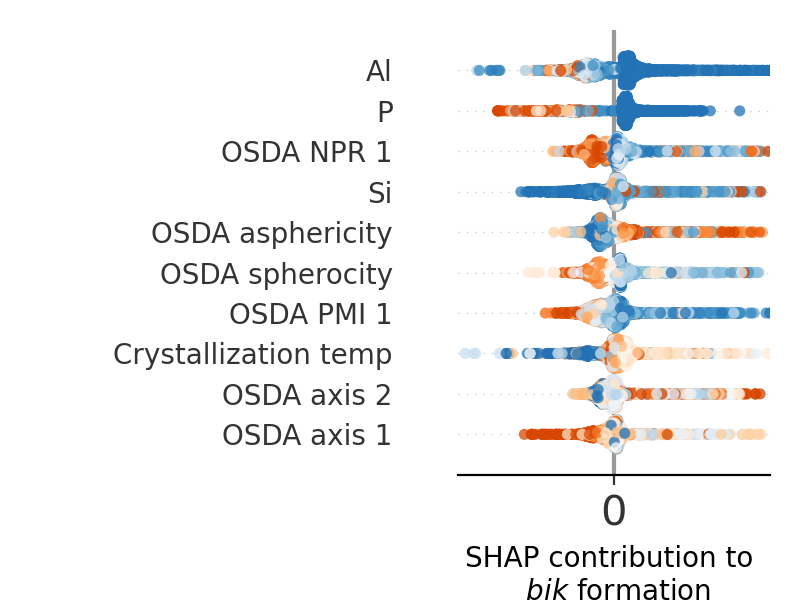 Al
P
OSDA NPR 1
Si
OSDA asphericity
OSDA spherocity
OSDA PMI 1
Crystallization temp
OSDA axis 2
OSDA axis 1
0
SHAP contribution to
bik formation